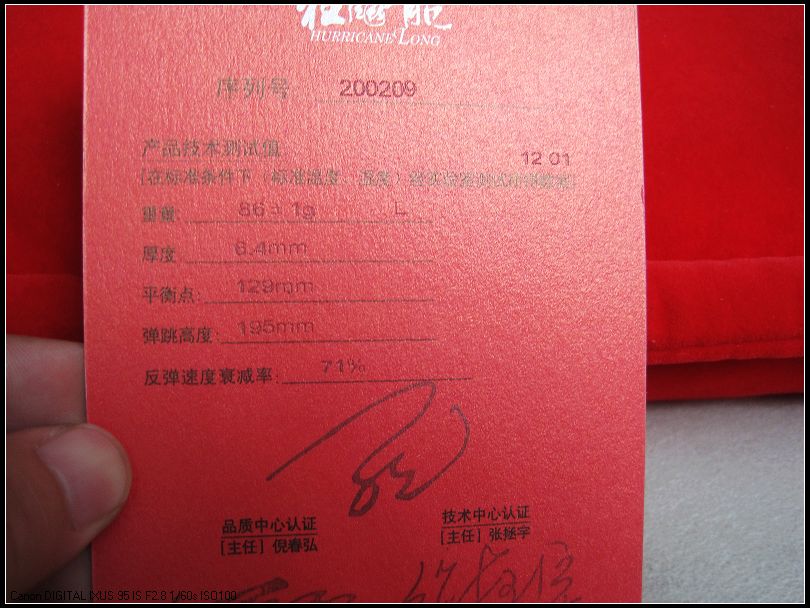 HURRICANE LONG
序列号 200209
产品技术测试值 12 01
重量: 86±1g L
厚度 6.4mm
平衡点: 129mm
弹跳高度: 195mm
反弹速度衰减率: 71%
品质中心认证 技术中心认证
[主任] 倪春弘 [主任] 张拯宇
Canon DIGITAL IXUS 95 IS F2.8 1/60s ISO100